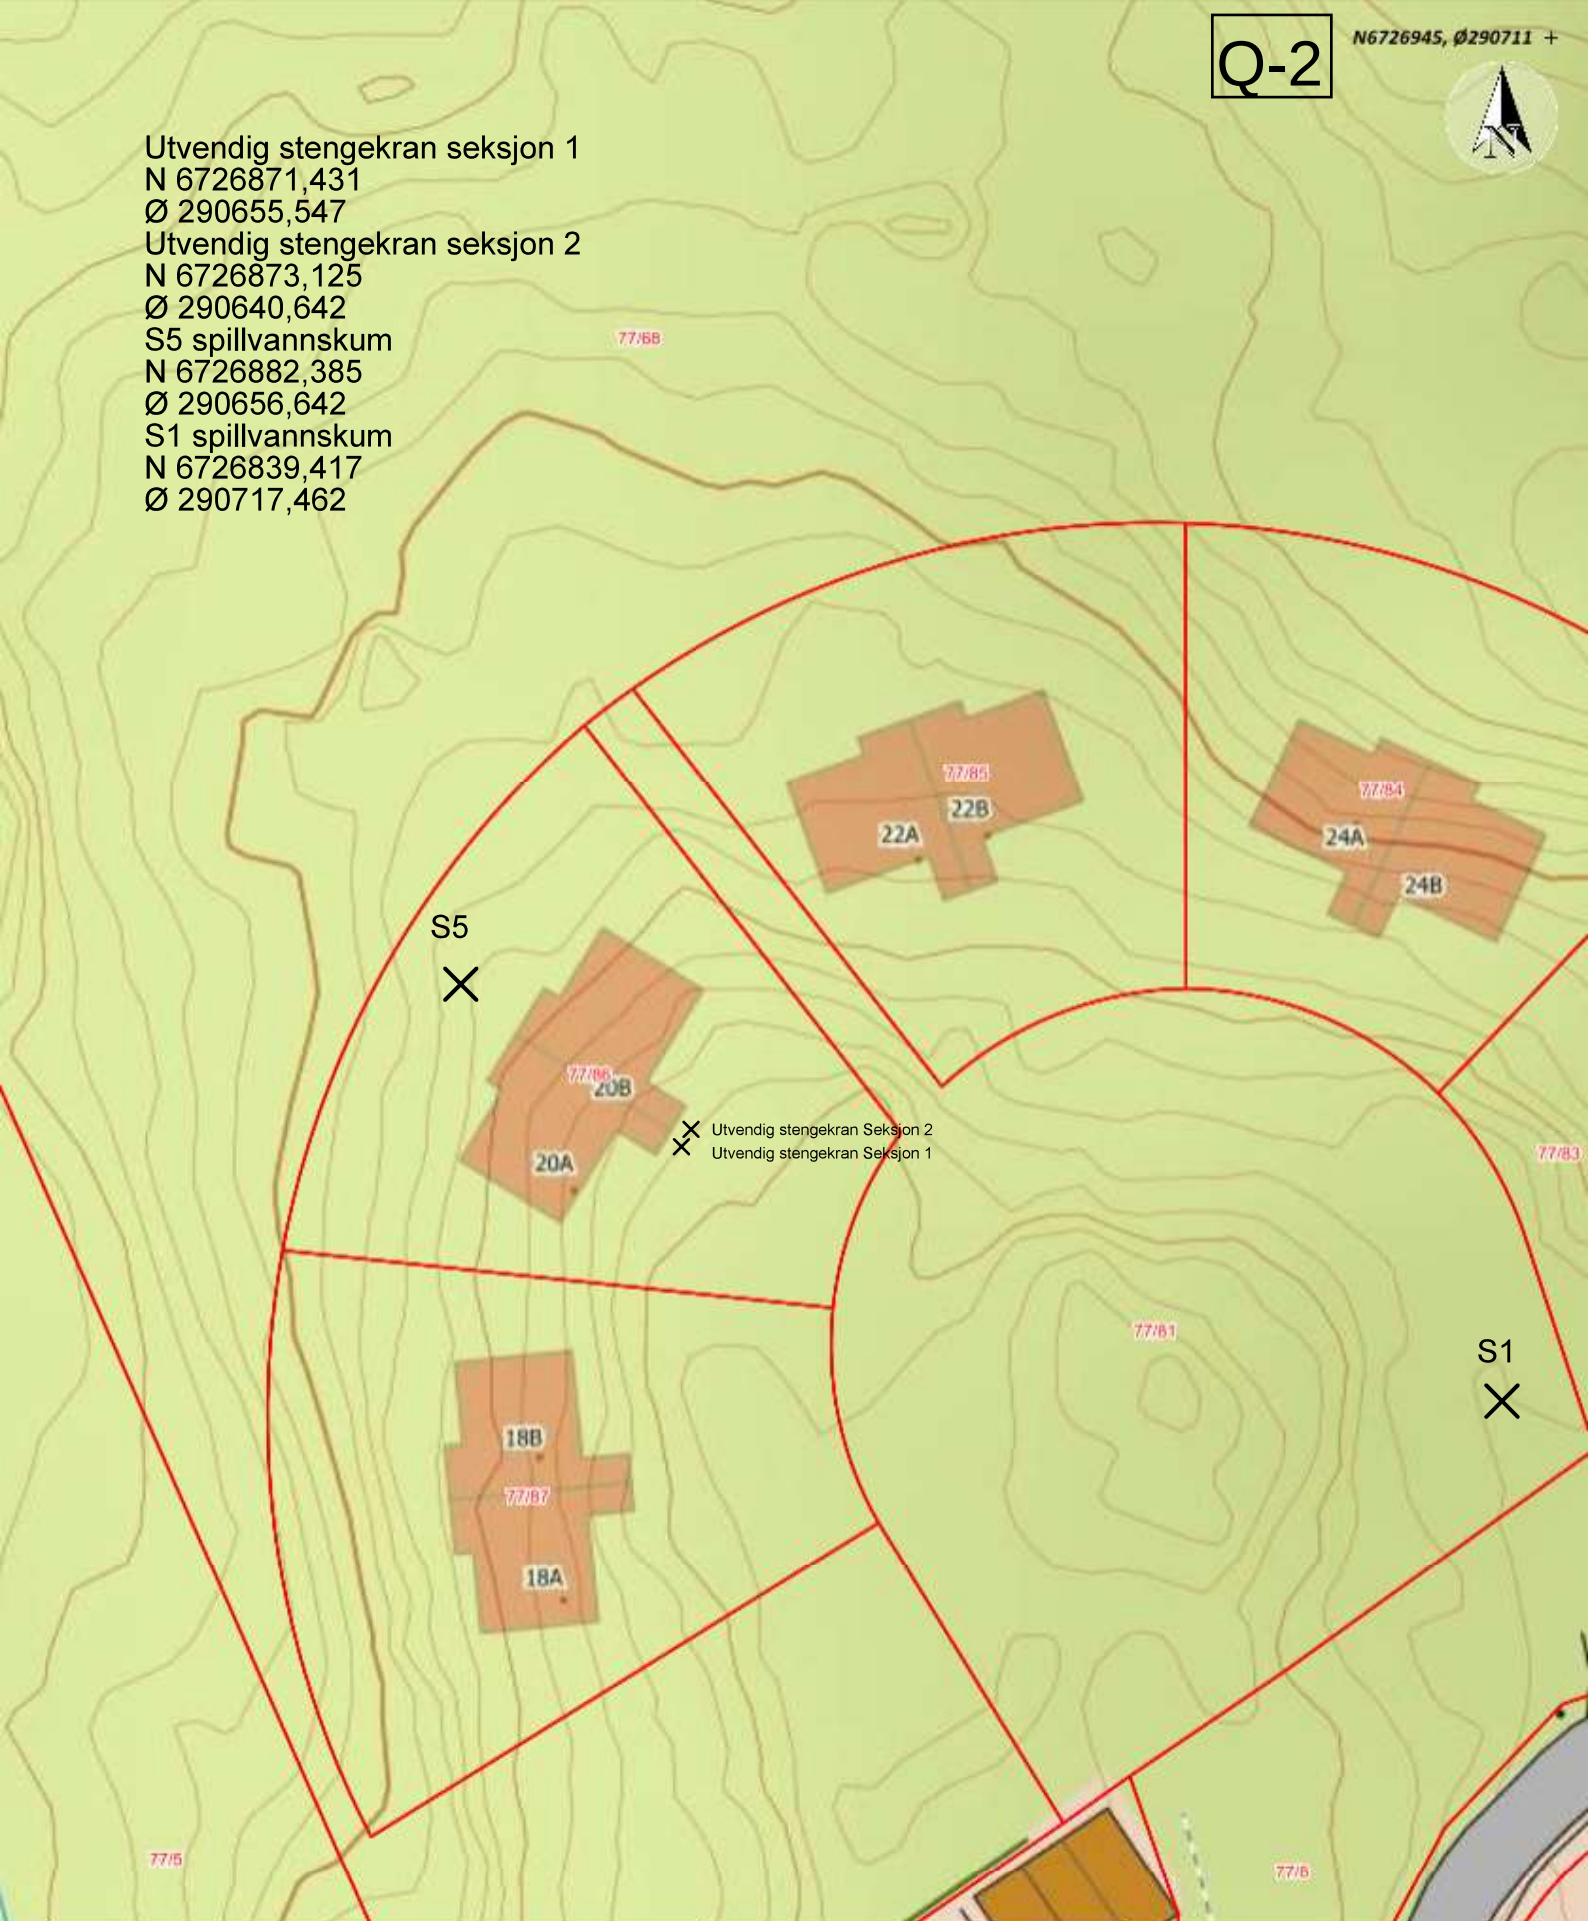 Q-2
N6726945, Ø290711 +
N
Utvendig stengekran seksjon 1
N 6726871,431
Ø 290655,547
Utvendig stengekran seksjon 2
N 6726873,125
Ø 290640,642
S5 spillvannskum
N 6726882,385
Ø 290656,642
S1 spillvannskum
N 6726839,417
Ø 290717,462
77/68
77/85
22B
22A
77/84
24A
24B
S5
77/86
20B
20A
Utvendig stengekran Seksjon 2
Utvendig stengekran Seksjon 1
77/83
77/81
S1
18B
77/87
18A
77/5
77/6